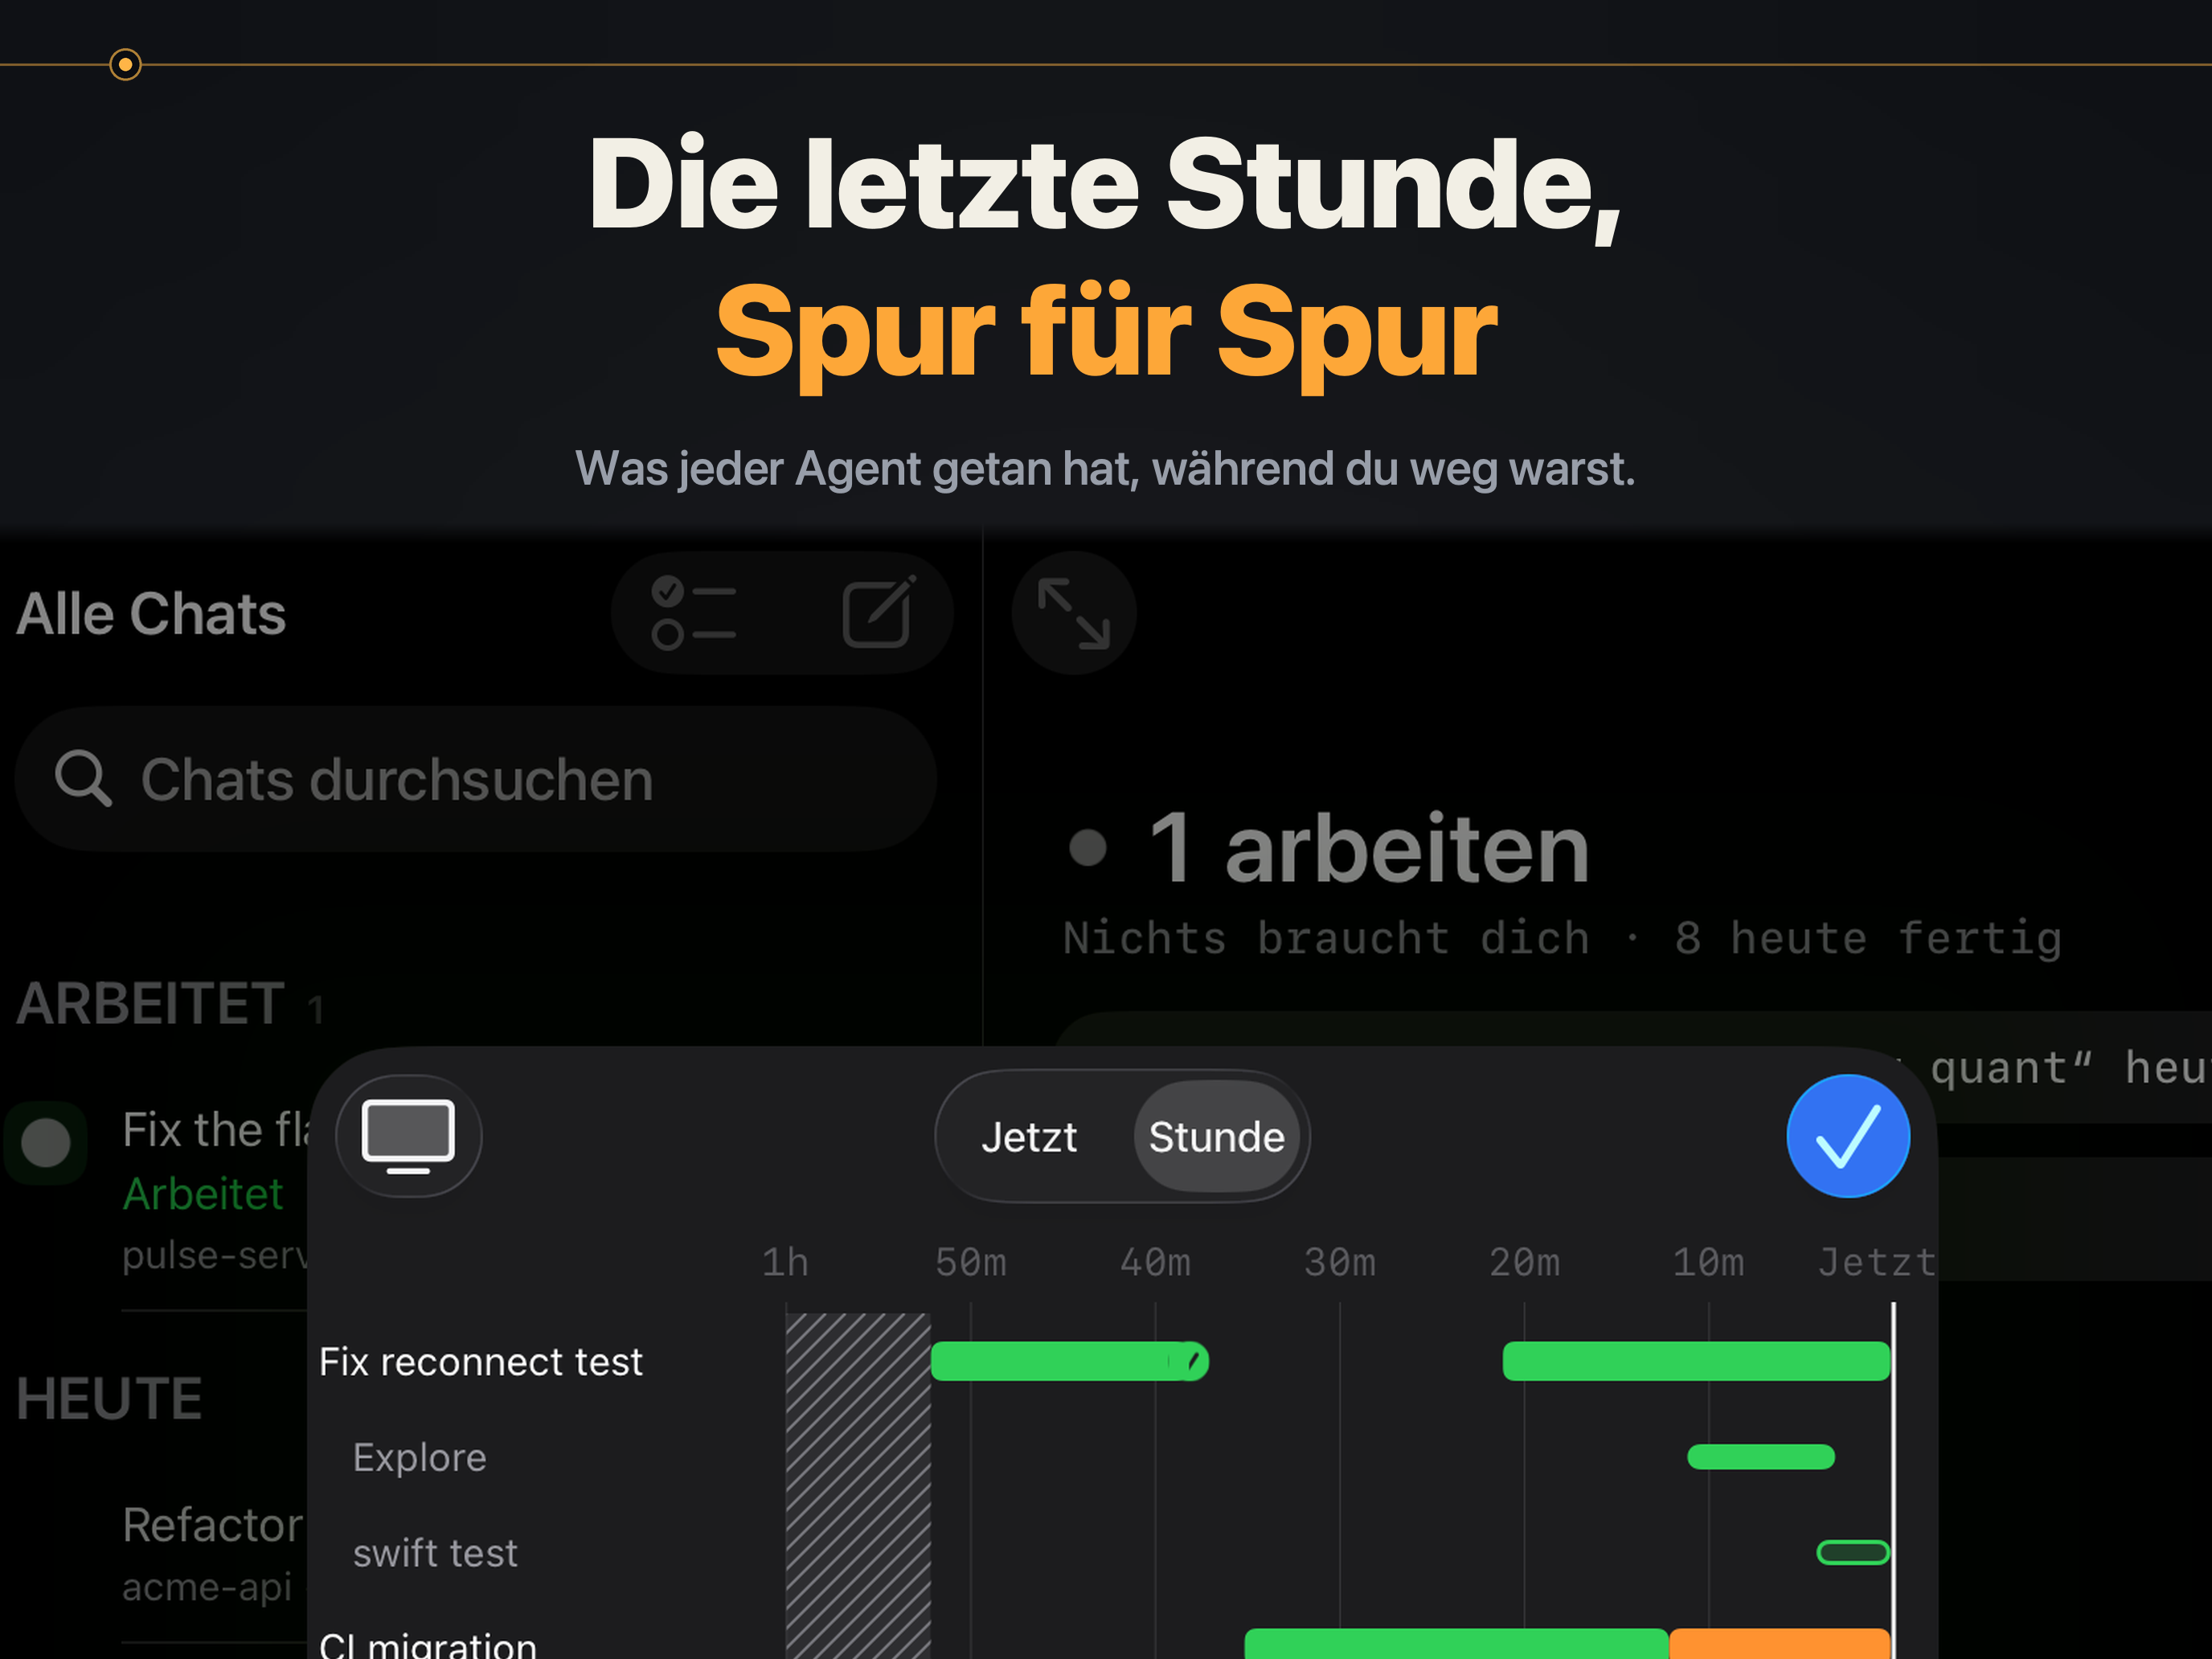 Die letzte Stunde,
Spur für Spur
Was jeder Agent getan hat, während du weg warst.
Alle Chats
Chats durchsuchen
1 arbeiten
Nichts braucht dich · 8 heute fertig
ARBEITET 1
quant“ heu
Fix the fla
Arbeitet
pulse-serv
HEUTE
Refactor
acme-api
Jetzt Stunde
1h 50m 40m 30m 20m 10m Jetzt
Fix reconnect test
Explore
swift test
CI migration